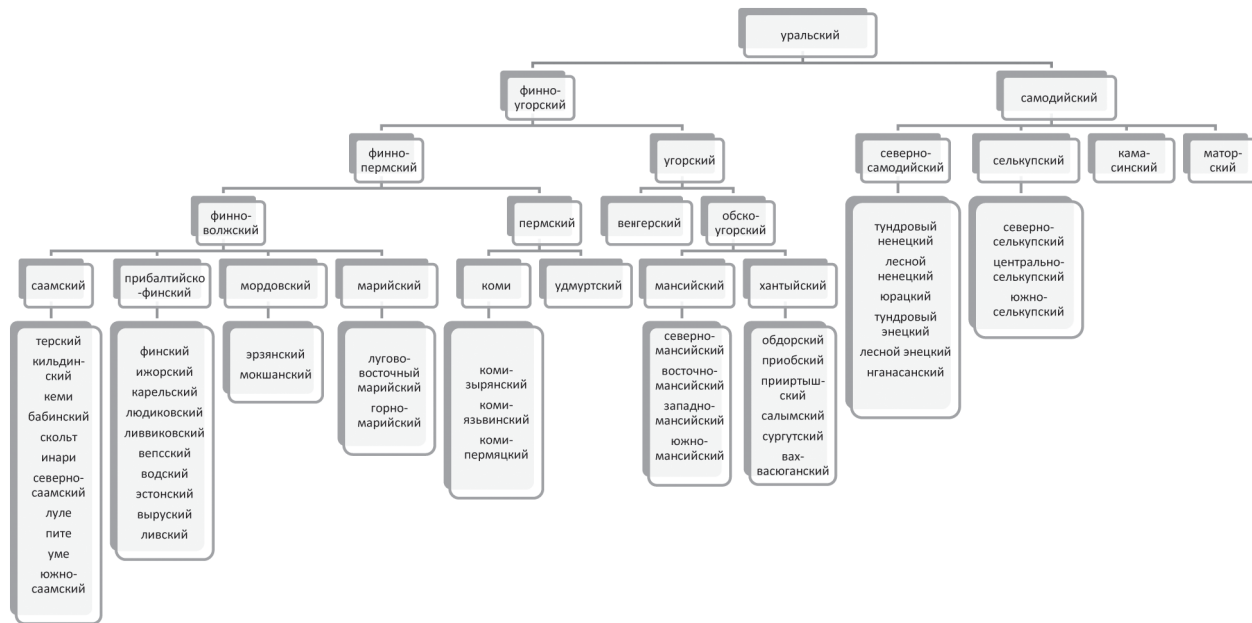 уральский
финно-
угорский
самодийский
финно-
пермский
угорский
северно-
самодийский
селькупский
кама-
синский
матор-
ский
финно-
волжский
пермский
венгерский
обско-
угорский
саамский
прибалтийско
-финский
мордовский
марийский
коми
удмуртский
мансийский
хантыйский
терский
кильдин-
ский
кеми
бабинский
скольт
инари
северно-
саамский
луле
пите
уме
южно-
саамский
финский
ижорский
карельский
людиковский
ливвиковский
вепсский
водский
эстонский
выруский
ливский
эрзянский
мокшанский
лугово-
восточный
марийский
горно-
марийский
коми-
зырянский
коми-
язьвинский
коми-
пермяцкий
северно-
мансийский
восточно-
мансийский
западно-
мансийский
южно-
мансийский
обдорский
приобский
прииртыш-
ский
салымский
сургутский
вах-
васюганский
тундровый
ненецкий
лесной
ненецкий
юрацкий
тундровый
энецкий
лесной энецкий
нганасанский
северно-
селькупский
центрально-
селькупский
южно-
селькупский